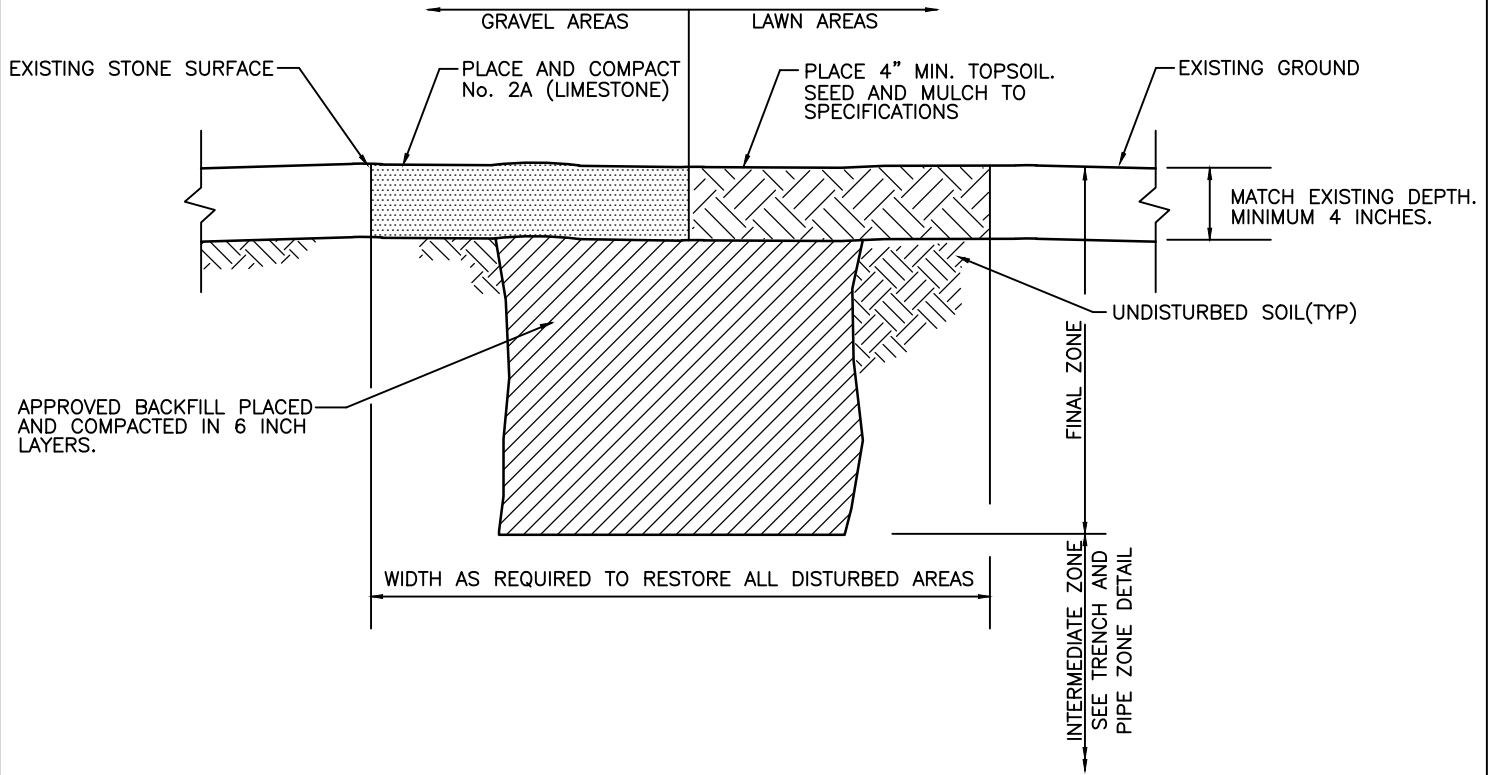 GRAVEL AREAS
LAWN AREAS
EXISTING STONE SURFACE
PLACE AND COMPACT
No. 2A (LIMESTONE)
PLACE 4" MIN. TOPSOIL.
SEED AND MULCH TO
SPECIFICATIONS
EXISTING GROUND
MATCH EXISTING DEPTH.
MINIMUM 4 INCHES.
UNDISTURBED SOIL(TYP)
FINAL ZONE
APPROVED BACKFILL PLACED
AND COMPACTED IN 6 INCH
LAYERS.
WIDTH AS REQUIRED TO RESTORE ALL DISTURBED AREAS
INTERMEDIATE ZONE
SEE TRENCH AND
PIPE ZONE DETAIL